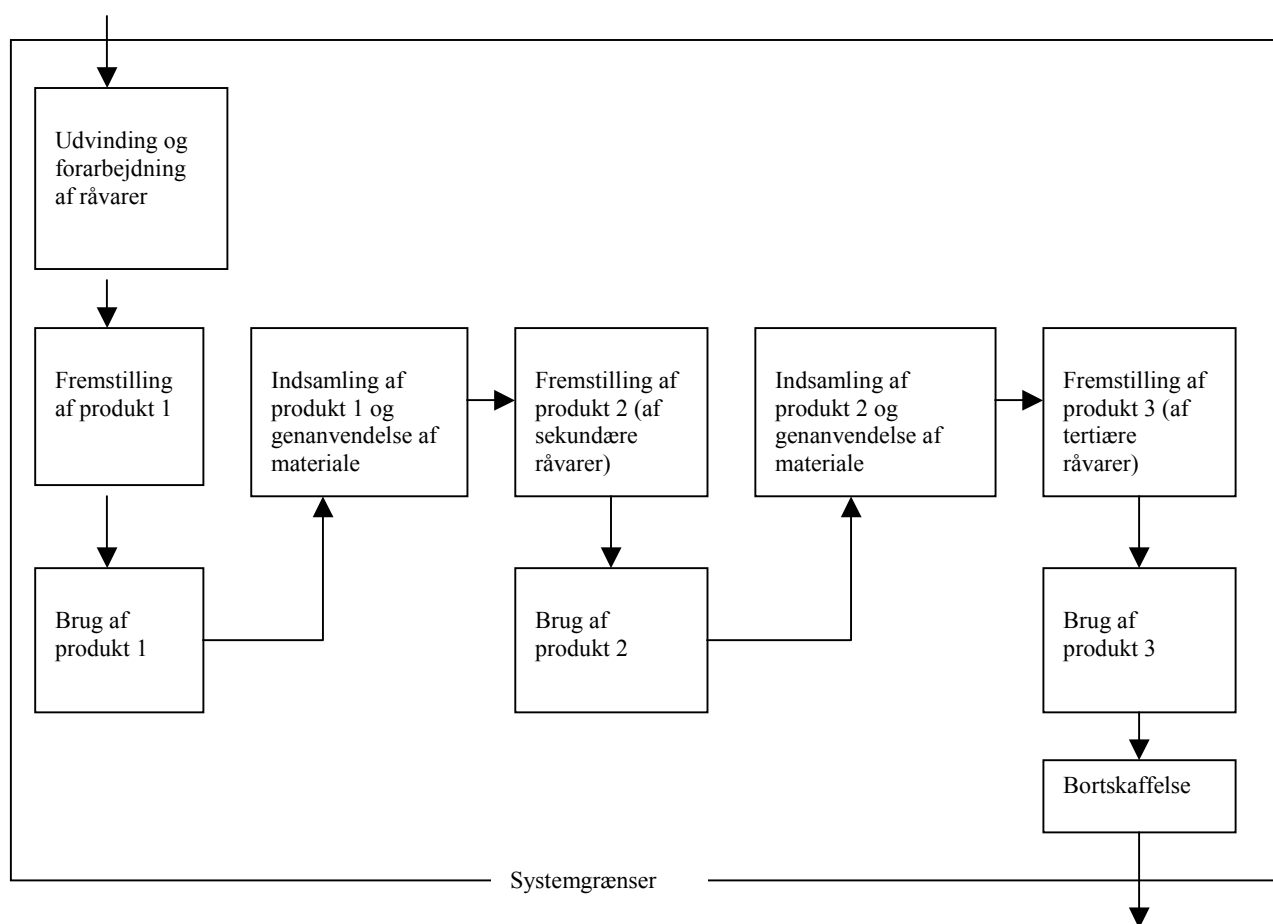 Udvinding og
forarbejdning
af råvarer
Fremstilling
af produkt 1
Indsamling af
produkt 1 og
genanvendelse af
materiale
Fremstilling af
produkt 2 (af
sekundære
råvarer)
Indsamling af
produkt 2 og
genanvendelse af
materiale
Fremstilling af
produkt 3 (af
tertiære
råvarer)
Brug af
produkt 1
Brug af
produkt 2
Brug af
produkt 3
Bortskaffelse
Systemgrænser